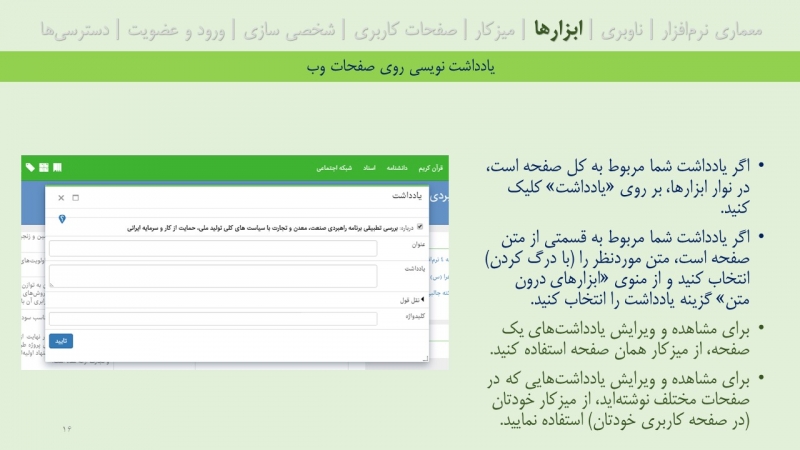 معماری نرم‌افزار | ناوبری | ابزارها | میزکار | صفحات کاربری | شخصی سازی | ورود و عضویت | دسترسی‌ها
یادداشت نویسی روی صفحات وب
• اگر یادداشت شما مربوط به کل صفحه است،
در نوار ابزارها، بر روی «یادداشت» کلیک
کنید.
• اگر یادداشت شما مربوط به قسمتی از متن
صفحه است، متن موردنظر را (با درگ کردن)
انتخاب کنید و از منوی «ابزارهای درون
متن» گزینه یادداشت را انتخاب کنید.
• برای مشاهده و ویرایش یادداشت‌های یک
صفحه، از میزکار همان صفحه استفاده کنید.
• برای مشاهده و ویرایش یادداشت‌هایی که در
صفحات مختلف نوشته‌اید، از میزکار خودتان
(در صفحه کاربری خودتان) استفاده نمایید.
قرآن کریم دانشنامه اسناد شبکه اجتماعی
یادداشت
درباره: بررسی تطبیقی برنامه راهبردی صنعت، معدن و تجارت با سیاست های کلی تولید ملی، حمایت از کار و سرمایه ایرانی
عنوان
یادداشت
نقل قول
کلیدواژه
تایید
۱۶